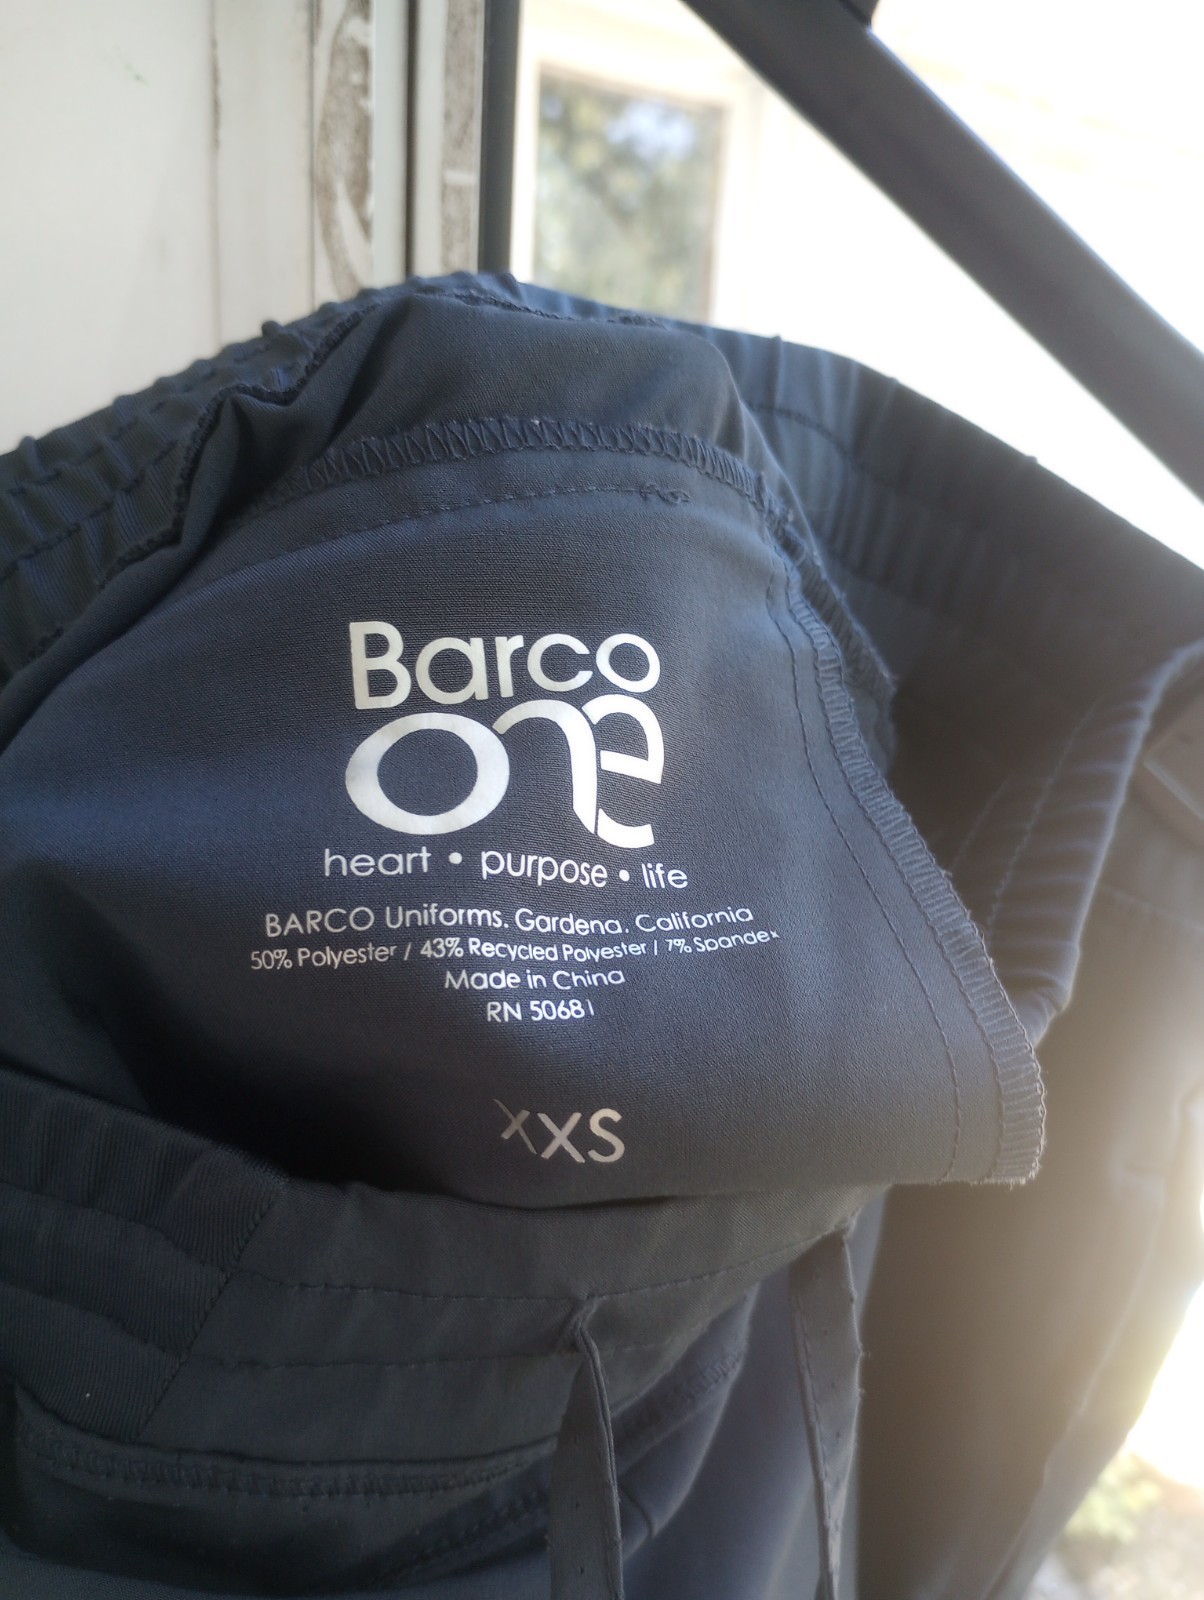 Barco
one
heart • purpose • life
BARCO Uniforms. Gardena, California
50% Polyester / 43% Recycled Polyester / 7% Spandex
Made in China
RN 50681
XXS